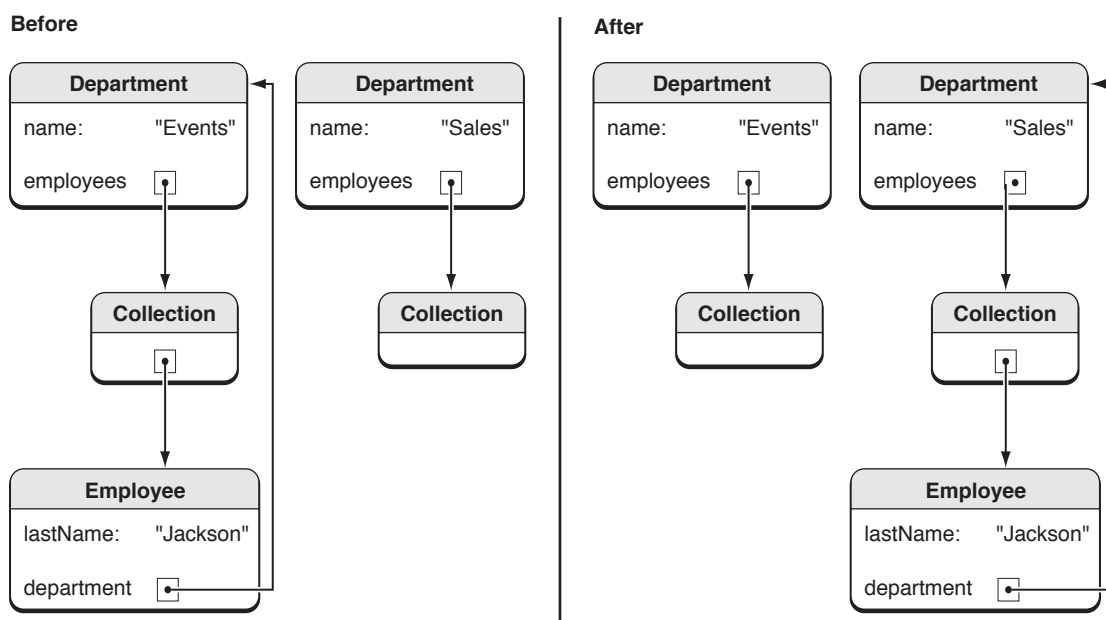 Before
Department
name: "Events"
employees
Department
name: "Sales"
employees
Collection
Collection
Employee
lastName: "Jackson"
department
After
Department
name: "Events"
employees
Department
name: "Sales"
employees
Collection
Collection
Employee
lastName: "Jackson"
department